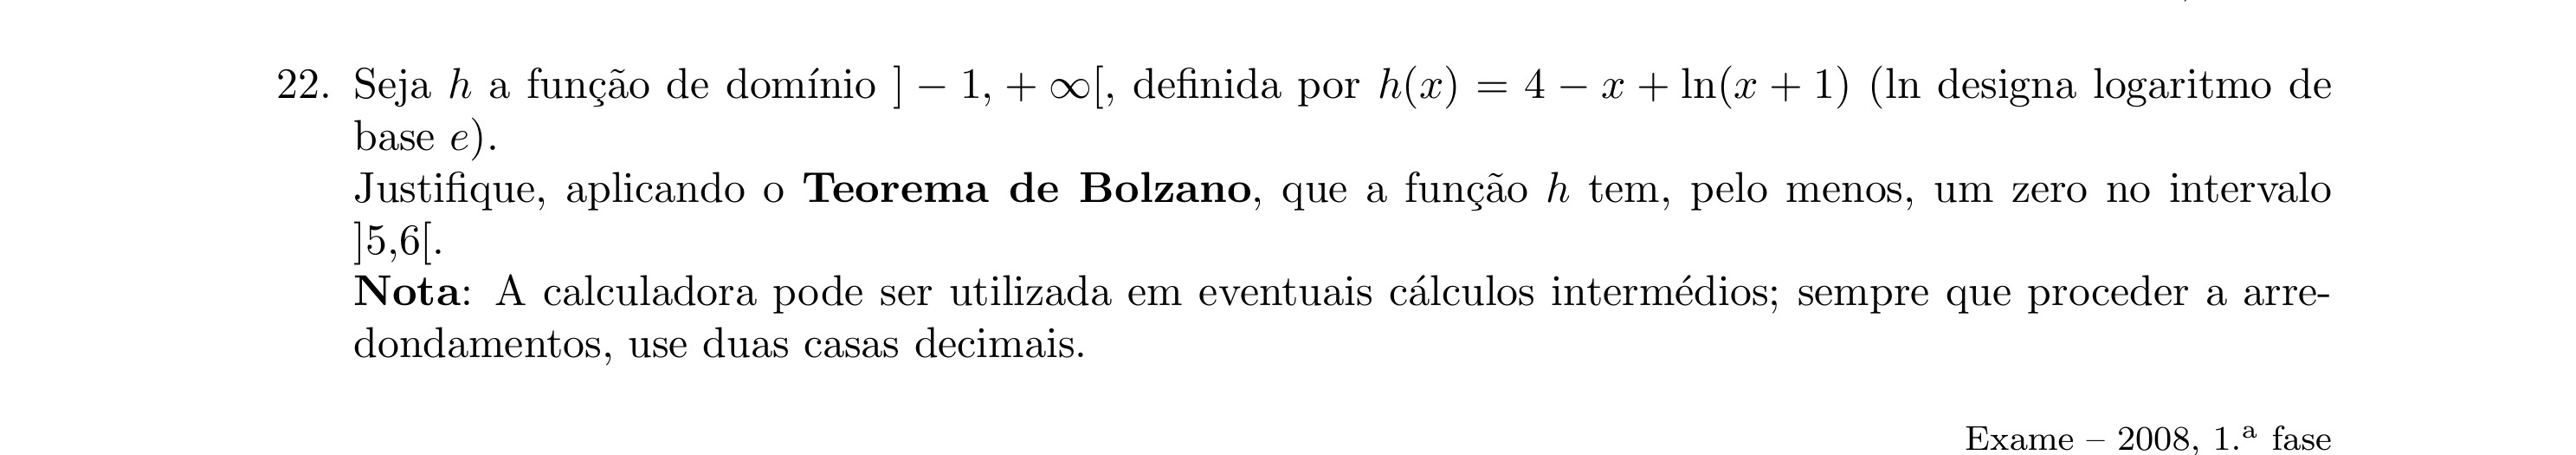 22. Seja h a função de domínio ] − 1, + ∞[, definida por h(x) = 4 − x + ln(x + 1) (ln designa logaritmo de
base e).
Justifique, aplicando o Teorema de Bolzano, que a função h tem, pelo menos, um zero no intervalo
]5,6[.
Nota: A calculadora pode ser utilizada em eventuais cálculos intermédios; sempre que proceder a arre-
dondamentos, use duas casas decimais.
Exame – 2008, 1.ª fase